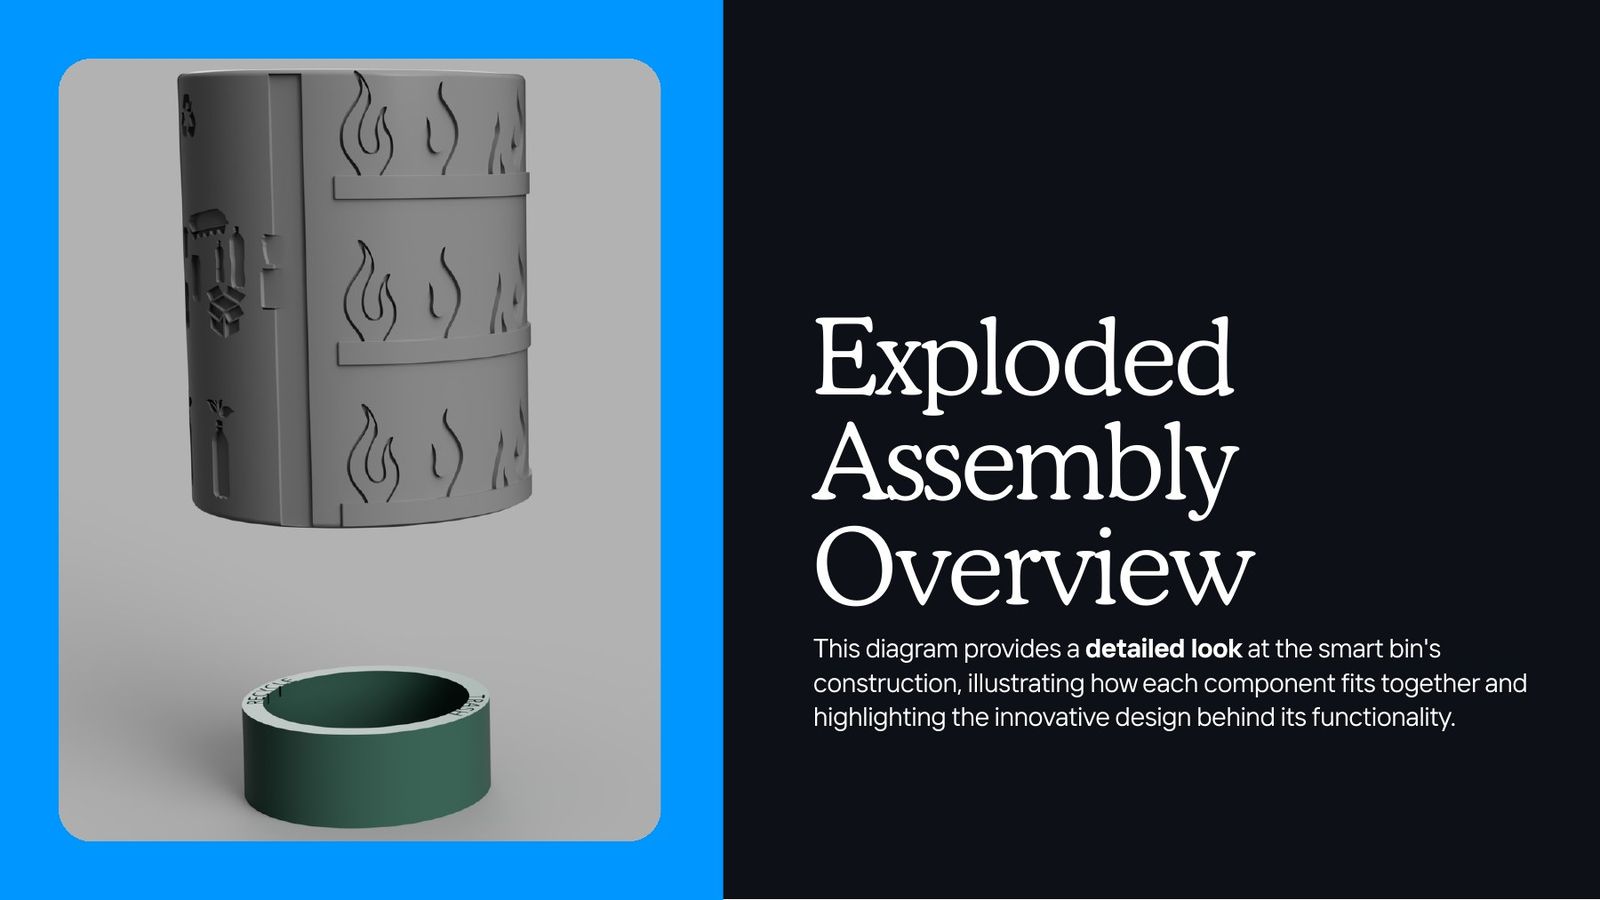 RECYCLE
TRASH
Exploded
Assembly
Overview
This diagram provides a detailed look at the smart bin's
construction, illustrating how each component fits together and
highlighting the innovative design behind its functionality.